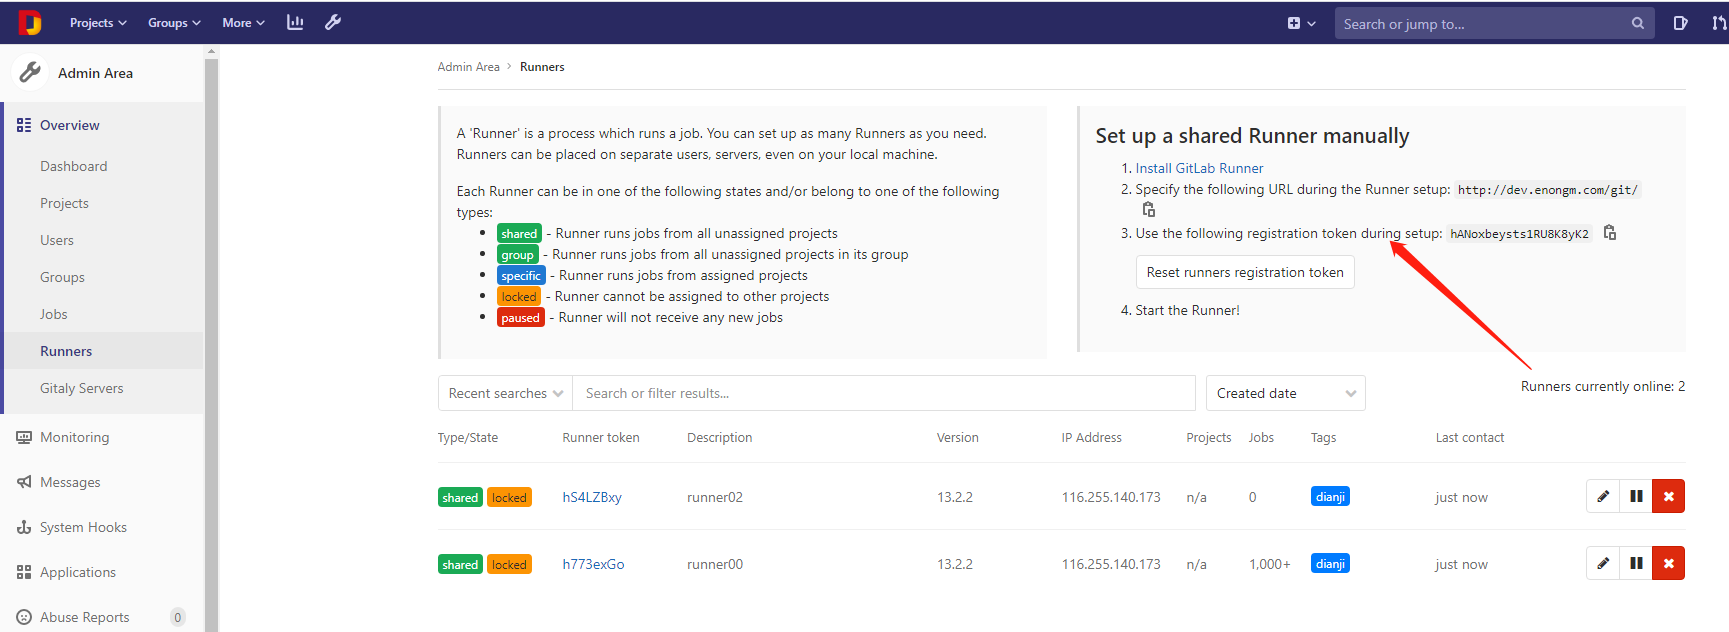 Projects Groups More Search or jump to...
Admin Area
Overview
Dashboard
Projects
Users
Groups
Jobs
Runners
Gitaly Servers
Monitoring
Messages
System Hooks
Applications
Abuse Reports 0
Admin Area > Runners
A 'Runner' is a process which runs a job. You can set up as many Runners as you need.
Runners can be placed on separate users, servers, even on your local machine.
Each Runner can be in one of the following states and/or belong to one of the following
types:
shared - Runner runs jobs from all unassigned projects
group - Runner runs jobs from all unassigned projects in its group
specific - Runner runs jobs from assigned projects
locked - Runner cannot be assigned to other projects
paused - Runner will not receive any new jobs
Set up a shared Runner manually
1. Install GitLab Runner
2. Specify the following URL during the Runner setup: http://dev.enongm.com/git/
3. Use the following registration token during setup: hANoxbeysts1RU8K8yK2
Reset runners registration token
4. Start the Runner!
Recent searches Search or filter results... Created date Runners currently online: 2
Type/State Runner token Description Version IP Address Projects Jobs Tags Last contact
shared locked hS4LZBxy runner02 13.2.2 116.255.140.173 n/a 0 dianji just now
shared locked h773exGo runner00 13.2.2 116.255.140.173 n/a 1,000+ dianji just now